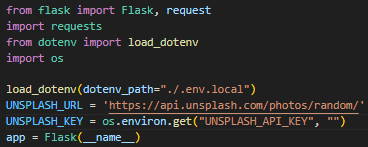 from flask import Flask, request
import requests
from dotenv import load_dotenv
import os
load_dotenv(dotenv_path="./.env.local")
UNSPLASH_URL = 'https://api.unsplash.com/photos/random/'
UNSPLASH_KEY = os.environ.get("UNSPLASH_API_KEY", "")
app = Flask(__name__)